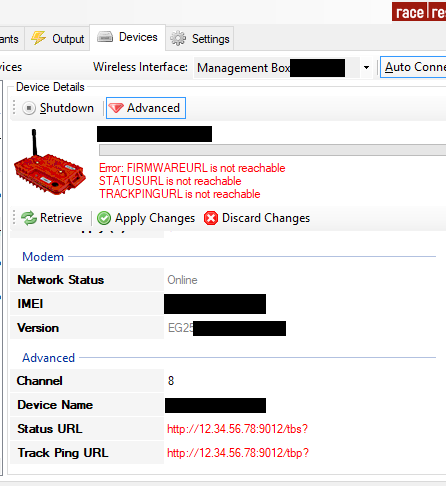 race|res
ants Output Devices Settings
vices Wireless Interface: Management Box Auto Conne
Device Details
Shutdown Advanced
Error: FIRMWAREURL is not reachable
STATUSURL is not reachable
TRACKPINGURL is not reachable
Retrieve Apply Changes Discard Changes
Modem
Network Status Online
IMEI
Version EG25
Advanced
Channel 8
Device Name
Status URL http://12.34.56.78:9012/tbs?
Track Ping URL http://12.34.56.78:9012/tbp?